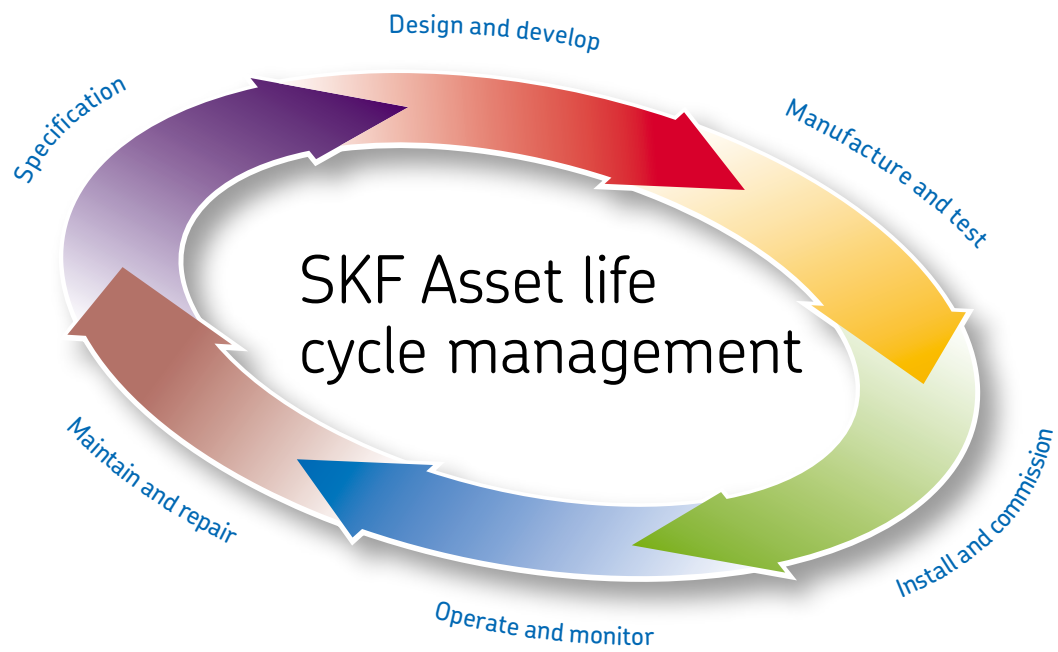 Design and develop
Specification
Manufacture and test
SKF Asset life
cycle management
Maintain and repair
Install and commission
Operate and monitor